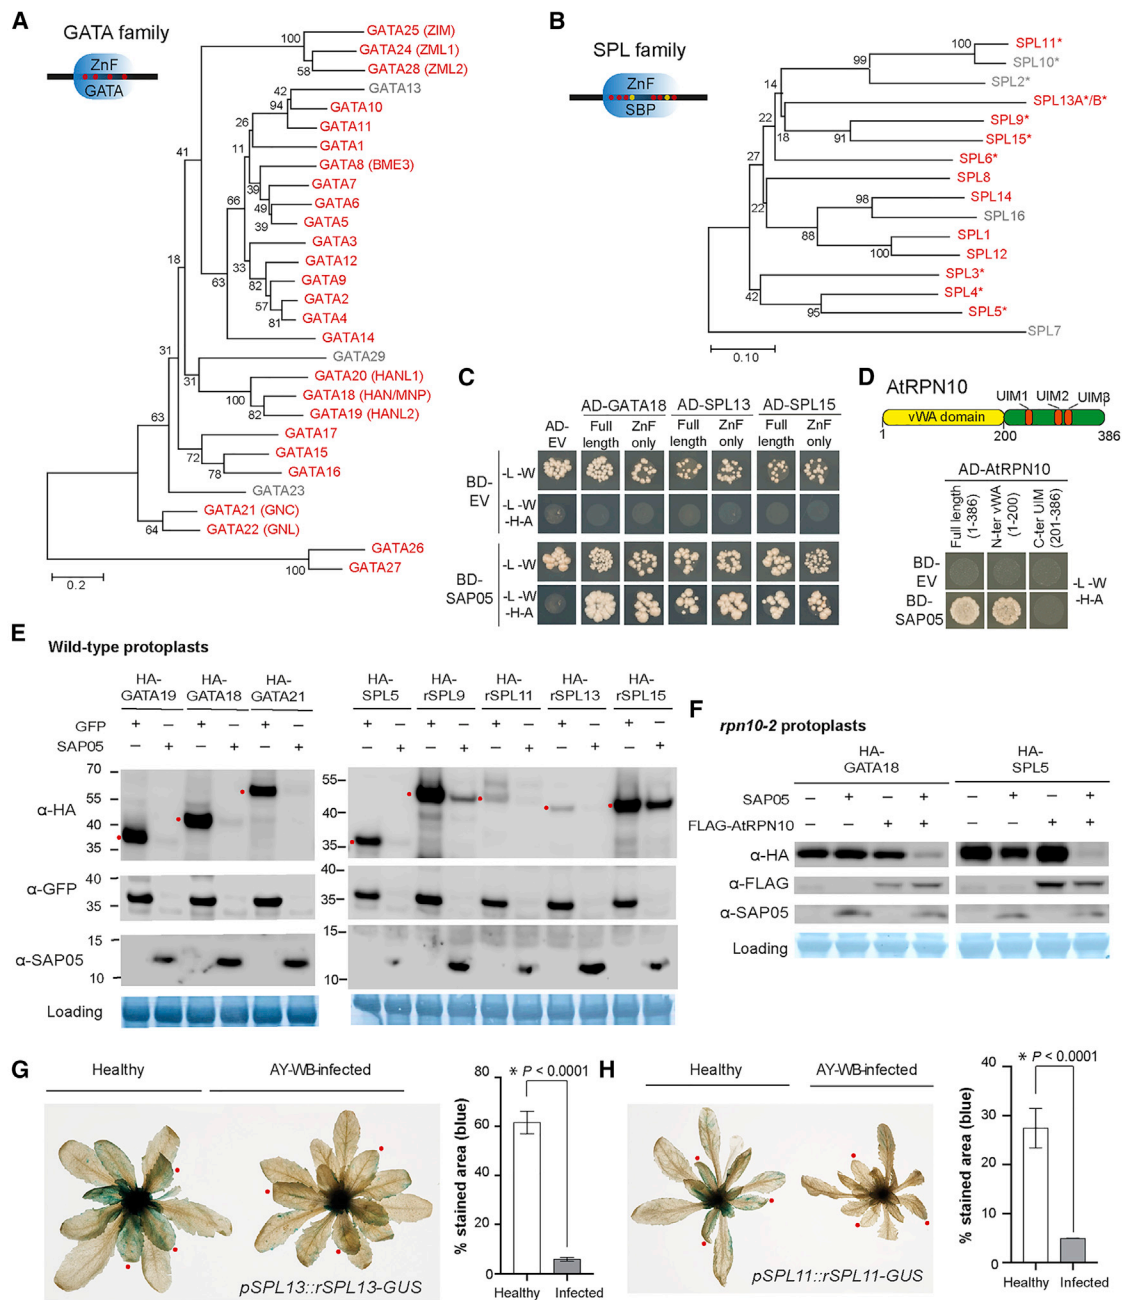 A
GATA family
ZnF
GATA
GATA25 (ZIM)
GATA24 (ZML1)
GATA28 (ZML2)
GATA13
GATA10
GATA11
GATA1
GATA8 (BME3)
GATA7
GATA6
GATA5
GATA3
GATA12
GATA9
GATA2
GATA4
GATA14
GATA29
GATA20 (HANL1)
GATA18 (HAN/MNP)
GATA19 (HANL2)
GATA17
GATA15
GATA16
GATA23
GATA21 (GNC)
GATA22 (GNL)
GATA26
GATA27
100
58
42
94
26
11
41
39
66
49
39
33
18
63
82
57
81
31
31
100
82
63
72
78
64
100
0.2
B
SPL family
ZnF
SBP
SPL11*
SPL10*
SPL2*
SPL13A*/B*
SPL9*
SPL15*
SPL6*
SPL8
SPL14
SPL16
SPL1
SPL12
SPL3*
SPL4*
SPL5*
SPL7
100
99
14
22
18
91
27
22
98
88
100
42
95
0.10
C
AD-GATA18 AD-SPL13 AD-SPL15
AD-
EV
Full
length
ZnF
only
Full
length
ZnF
only
Full
length
ZnF
only
BD-
EV
-L -W
-L -W
-H-A
BD-
SAP05
-L -W
-L -W
-H-A
D
AtRPN10
UIM1 UIM2 UIMβ
vWA domain
1 200 386
AD-AtRPN10
Full length
(1-386)
N-ter vWA
(1-200)
C-ter UIM
(201-386)
BD-
EV
BD-
SAP05
-L -W
-H-A
E
Wild-type protoplasts
HA-
GATA19
HA-
GATA18
HA-
GATA21
HA-
SPL5
HA-
rSPL9
HA-
rSPL11
HA-
rSPL13
HA-
rSPL15
GFP + – + – + – + – + – + – + – + –
SAP05 – + – + – + – + – + – + – + – +
α-HA
70
55
40
35
55
40
35
α-GFP
40
35
40
35
α-SAP05
15
10
15
10
Loading
F
rpn10-2 protoplasts
HA-
GATA18
HA-
SPL5
SAP05 – + – + – + – +
FLAG-AtRPN10 – – + + – – + +
α-HA
α-FLAG
α-SAP05
Loading
G
Healthy AY-WB-infected
pSPL13::rSPL13-GUS
* P < 0.0001
% stained area (blue)
80
60
40
20
0
Healthy Infected
H
Healthy AY-WB-infected
pSPL11::rSPL11-GUS
* P < 0.0001
% stained area (blue)
40
30
20
10
0
Healthy Infected